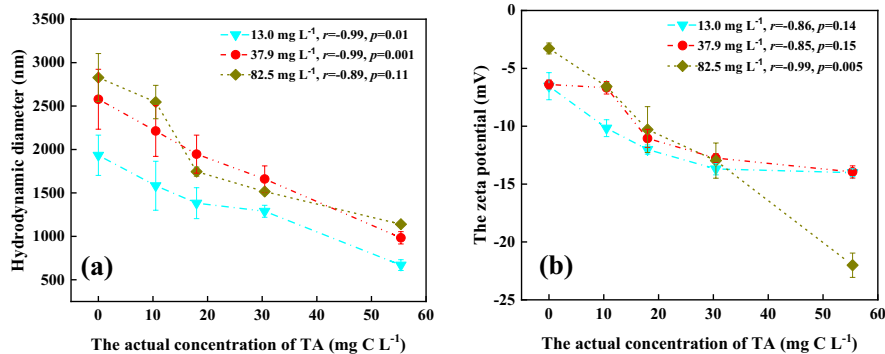 13.0 mg L⁻¹, r=-0.99, p=0.01
37.9 mg L⁻¹, r=-0.99, p=0.001
82.5 mg L⁻¹, r=-0.89, p=0.11
Hydrodynamic diameter (nm)
3500
3000
2500
2000
1500
1000
500
(a)
0 10 20 30 40 50 60
The actual concentration of TA (mg C L⁻¹)
13.0 mg L⁻¹, r=-0.86, p=0.14
37.9 mg L⁻¹, r=-0.85, p=0.15
82.5 mg L⁻¹, r=-0.99, p=0.005
The zeta potential (mV)
0
-5
-10
-15
-20
-25
(b)
0 10 20 30 40 50 60
The actual concentration of TA (mg C L⁻¹)